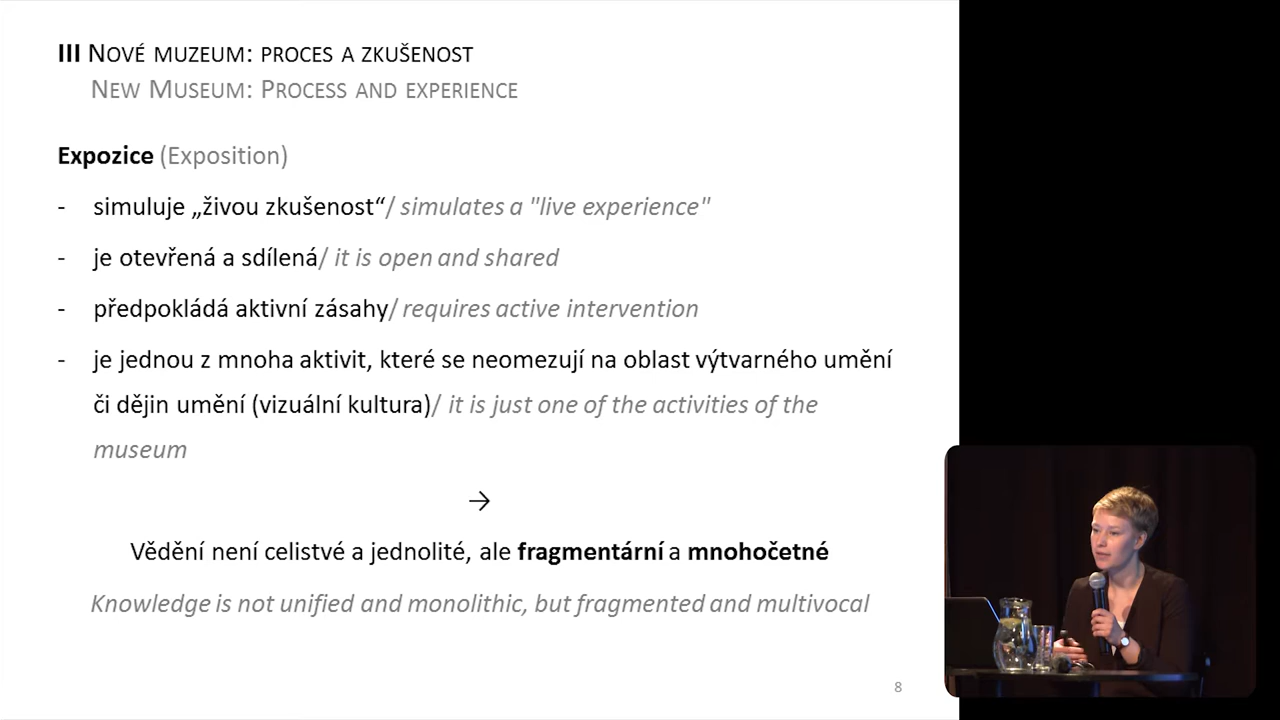 III NOVÉ MUZEUM: PROCES A ZKUŠENOST
NEW MUSEUM: PROCESS AND EXPERIENCE
Expozice (Exposition)
- simuluje „živou zkušenost“/ simulates a "live experience"
- je otevřená a sdílená/ it is open and shared
- předpokládá aktivní zásahy/ requires active intervention
- je jednou z mnoha aktivit, které se neomezují na oblast výtvarného umění
či dějin umění (vizuální kultura)/ it is just one of the activities of the
museum
→
Vědění není celistvé a jednolité, ale fragmentární a mnohočetné
Knowledge is not unified and monolithic, but fragmented and multivocal
8